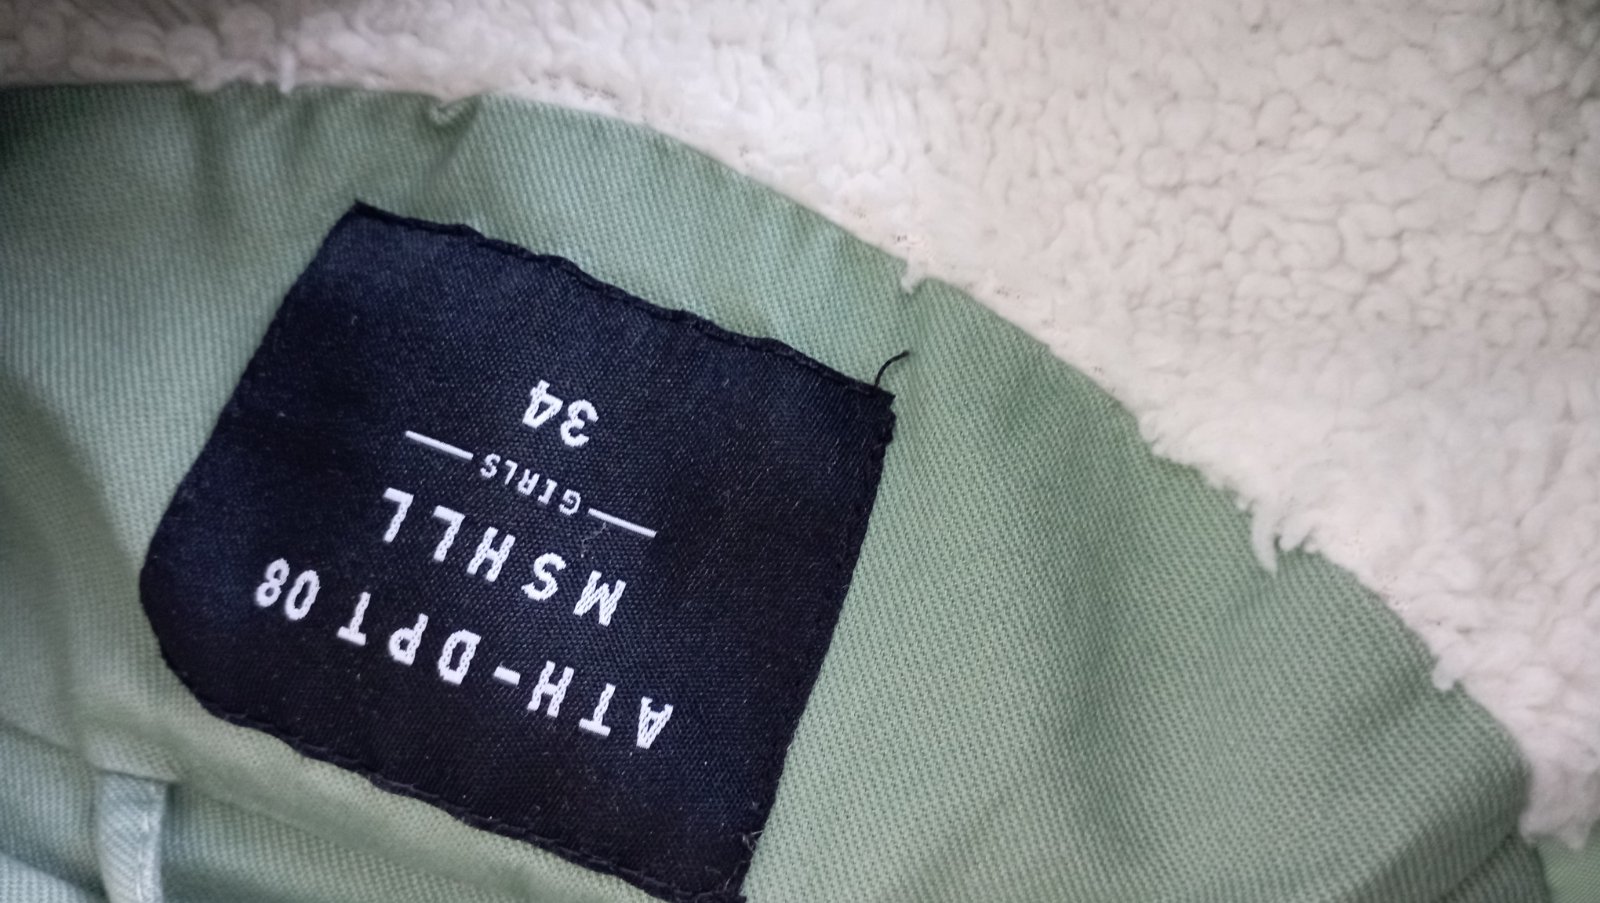 ATH-DPT 08
MSHLL
GIRLS
34